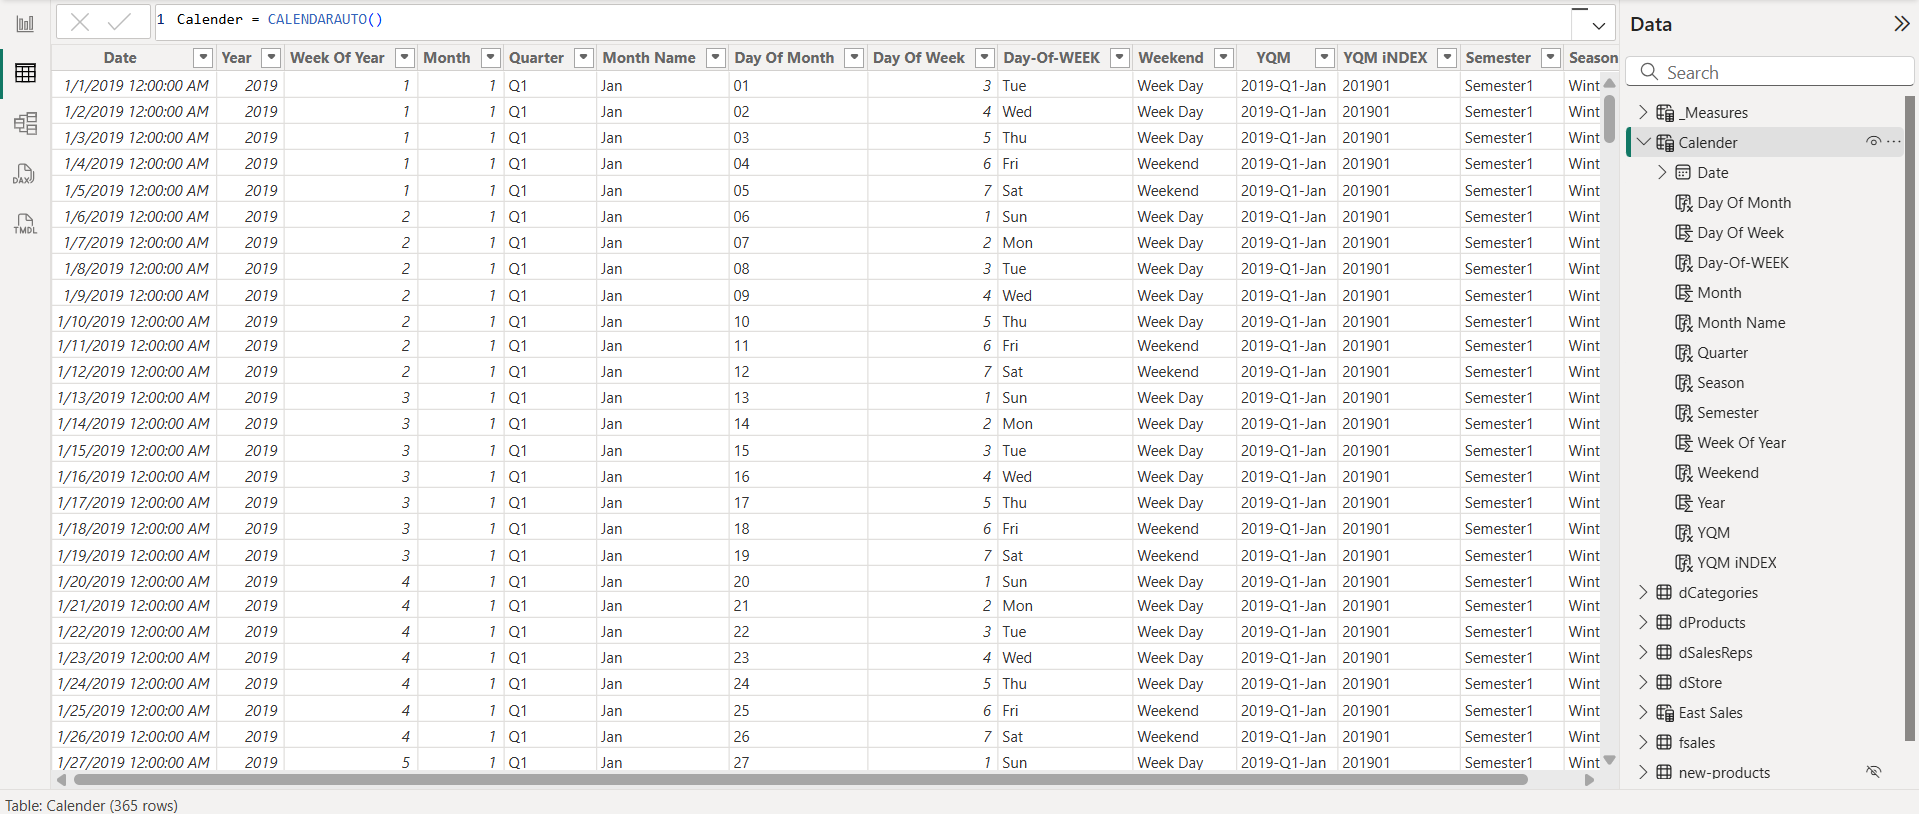 1 Calender = CALENDARAUTO()
Date Year Week Of Year Month Quarter Month Name Day Of Month Day Of Week Day-Of-WEEK Weekend YQM YQM iNDEX Semester Season
1/1/2019 12:00:00 AM 2019 1 1 Q1 Jan 01 3 Tue Week Day 2019-Q1-Jan 201901 Semester1 Wint
1/2/2019 12:00:00 AM 2019 1 1 Q1 Jan 02 4 Wed Week Day 2019-Q1-Jan 201901 Semester1 Wint
1/3/2019 12:00:00 AM 2019 1 1 Q1 Jan 03 5 Thu Week Day 2019-Q1-Jan 201901 Semester1 Wint
1/4/2019 12:00:00 AM 2019 1 1 Q1 Jan 04 6 Fri Weekend 2019-Q1-Jan 201901 Semester1 Wint
1/5/2019 12:00:00 AM 2019 1 1 Q1 Jan 05 7 Sat Weekend 2019-Q1-Jan 201901 Semester1 Wint
1/6/2019 12:00:00 AM 2019 2 1 Q1 Jan 06 1 Sun Week Day 2019-Q1-Jan 201901 Semester1 Wint
1/7/2019 12:00:00 AM 2019 2 1 Q1 Jan 07 2 Mon Week Day 2019-Q1-Jan 201901 Semester1 Wint
1/8/2019 12:00:00 AM 2019 2 1 Q1 Jan 08 3 Tue Week Day 2019-Q1-Jan 201901 Semester1 Wint
1/9/2019 12:00:00 AM 2019 2 1 Q1 Jan 09 4 Wed Week Day 2019-Q1-Jan 201901 Semester1 Wint
1/10/2019 12:00:00 AM 2019 2 1 Q1 Jan 10 5 Thu Week Day 2019-Q1-Jan 201901 Semester1 Wint
1/11/2019 12:00:00 AM 2019 2 1 Q1 Jan 11 6 Fri Weekend 2019-Q1-Jan 201901 Semester1 Wint
1/12/2019 12:00:00 AM 2019 2 1 Q1 Jan 12 7 Sat Weekend 2019-Q1-Jan 201901 Semester1 Wint
1/13/2019 12:00:00 AM 2019 3 1 Q1 Jan 13 1 Sun Week Day 2019-Q1-Jan 201901 Semester1 Wint
1/14/2019 12:00:00 AM 2019 3 1 Q1 Jan 14 2 Mon Week Day 2019-Q1-Jan 201901 Semester1 Wint
1/15/2019 12:00:00 AM 2019 3 1 Q1 Jan 15 3 Tue Week Day 2019-Q1-Jan 201901 Semester1 Wint
1/16/2019 12:00:00 AM 2019 3 1 Q1 Jan 16 4 Wed Week Day 2019-Q1-Jan 201901 Semester1 Wint
1/17/2019 12:00:00 AM 2019 3 1 Q1 Jan 17 5 Thu Week Day 2019-Q1-Jan 201901 Semester1 Wint
1/18/2019 12:00:00 AM 2019 3 1 Q1 Jan 18 6 Fri Weekend 2019-Q1-Jan 201901 Semester1 Wint
1/19/2019 12:00:00 AM 2019 3 1 Q1 Jan 19 7 Sat Weekend 2019-Q1-Jan 201901 Semester1 Wint
1/20/2019 12:00:00 AM 2019 4 1 Q1 Jan 20 1 Sun Week Day 2019-Q1-Jan 201901 Semester1 Wint
1/21/2019 12:00:00 AM 2019 4 1 Q1 Jan 21 2 Mon Week Day 2019-Q1-Jan 201901 Semester1 Wint
1/22/2019 12:00:00 AM 2019 4 1 Q1 Jan 22 3 Tue Week Day 2019-Q1-Jan 201901 Semester1 Wint
1/23/2019 12:00:00 AM 2019 4 1 Q1 Jan 23 4 Wed Week Day 2019-Q1-Jan 201901 Semester1 Wint
1/24/2019 12:00:00 AM 2019 4 1 Q1 Jan 24 5 Thu Week Day 2019-Q1-Jan 201901 Semester1 Wint
1/25/2019 12:00:00 AM 2019 4 1 Q1 Jan 25 6 Fri Weekend 2019-Q1-Jan 201901 Semester1 Wint
1/26/2019 12:00:00 AM 2019 4 1 Q1 Jan 26 7 Sat Weekend 2019-Q1-Jan 201901 Semester1 Wint
1/27/2019 12:00:00 AM 2019 5 1 Q1 Jan 27 1 Sun Week Day 2019-Q1-Jan 201901 Semester1 Wint
DAX
TMDL
Table: Calender (365 rows)
Data
Search
_Measures
Calender
Date
Day Of Month
Day Of Week
Day-Of-WEEK
Month
Month Name
Quarter
Season
Semester
Week Of Year
Weekend
Year
YQM
YQM iNDEX
dCategories
dProducts
dSalesReps
dStore
East Sales
fsales
new-products